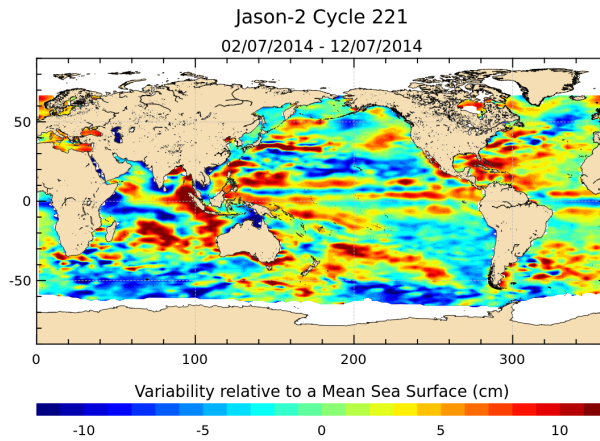 Jason-2 Cycle 221
02/07/2014 - 12/07/2014
50
0
-50
0 100 200 300
Variability relative to a Mean Sea Surface (cm)
-10 -5 0 5 10